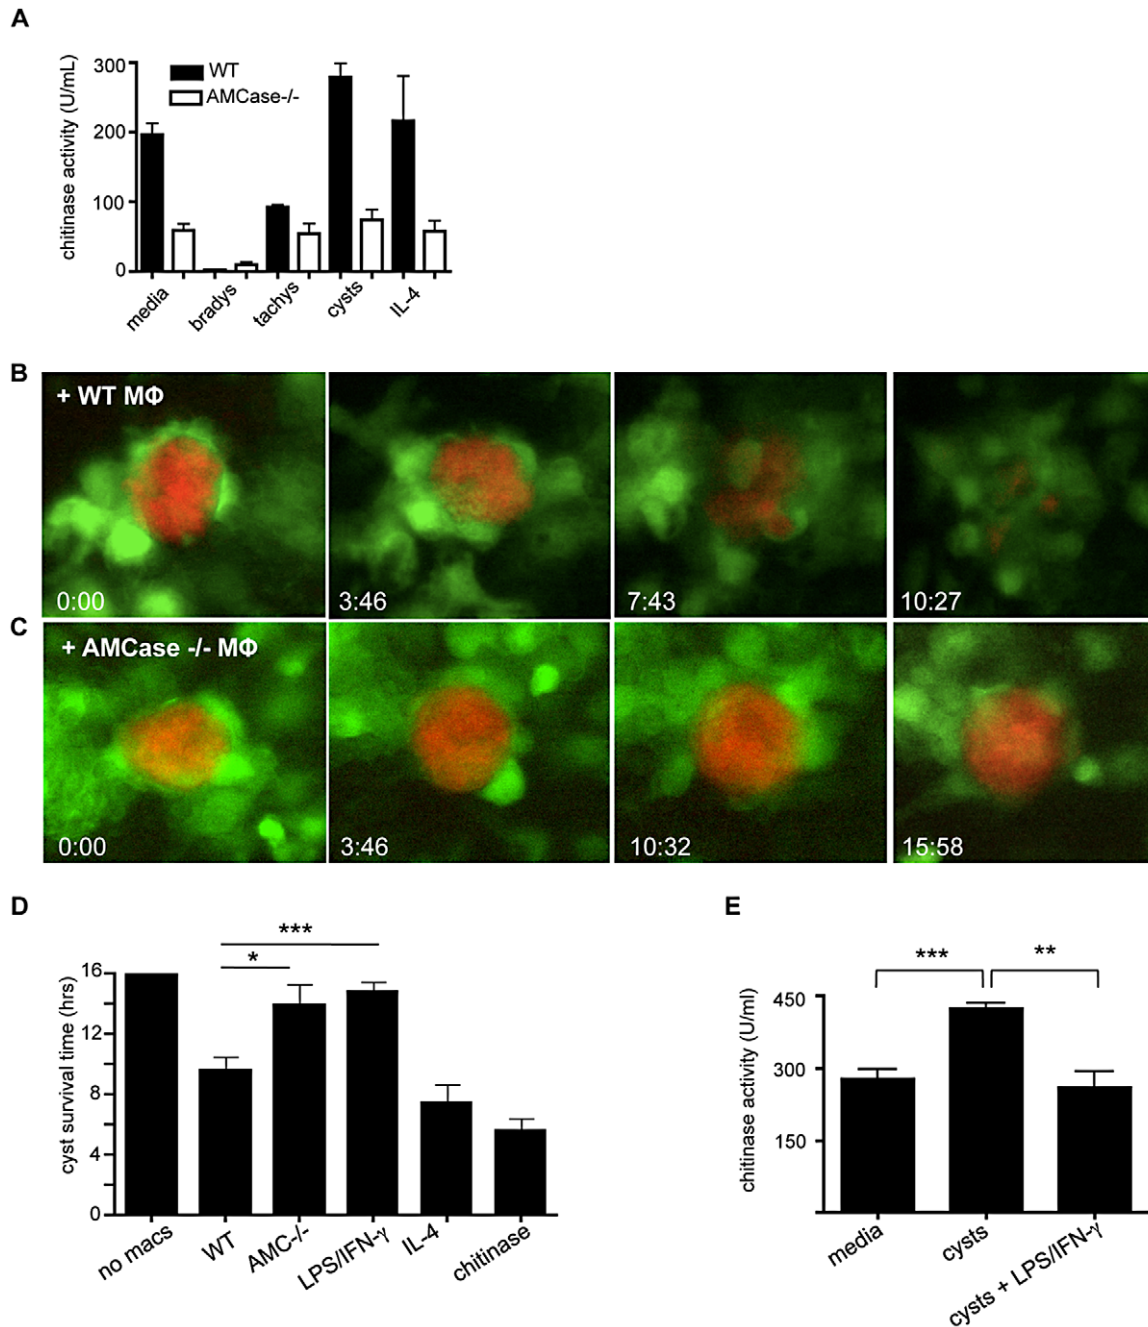 A
chitinase activity (U/mL)
300
200
100
0
WT
AMCase-/-
media
bradys
tachys
cysts
IL-4
B
+ WT MΦ
0:00
3:46
7:43
10:27
C
+ AMCase -/- MΦ
0:00
3:46
10:32
15:58
D
cyst survival time (hrs)
16
12
8
4
0
***
*
no macs
WT
AMC-/-
LPS/IFN-γ
IL-4
chitinase
E
chitinase activity (U/ml)
450
300
150
***
**
media
cysts
cysts + LPS/IFN-γ